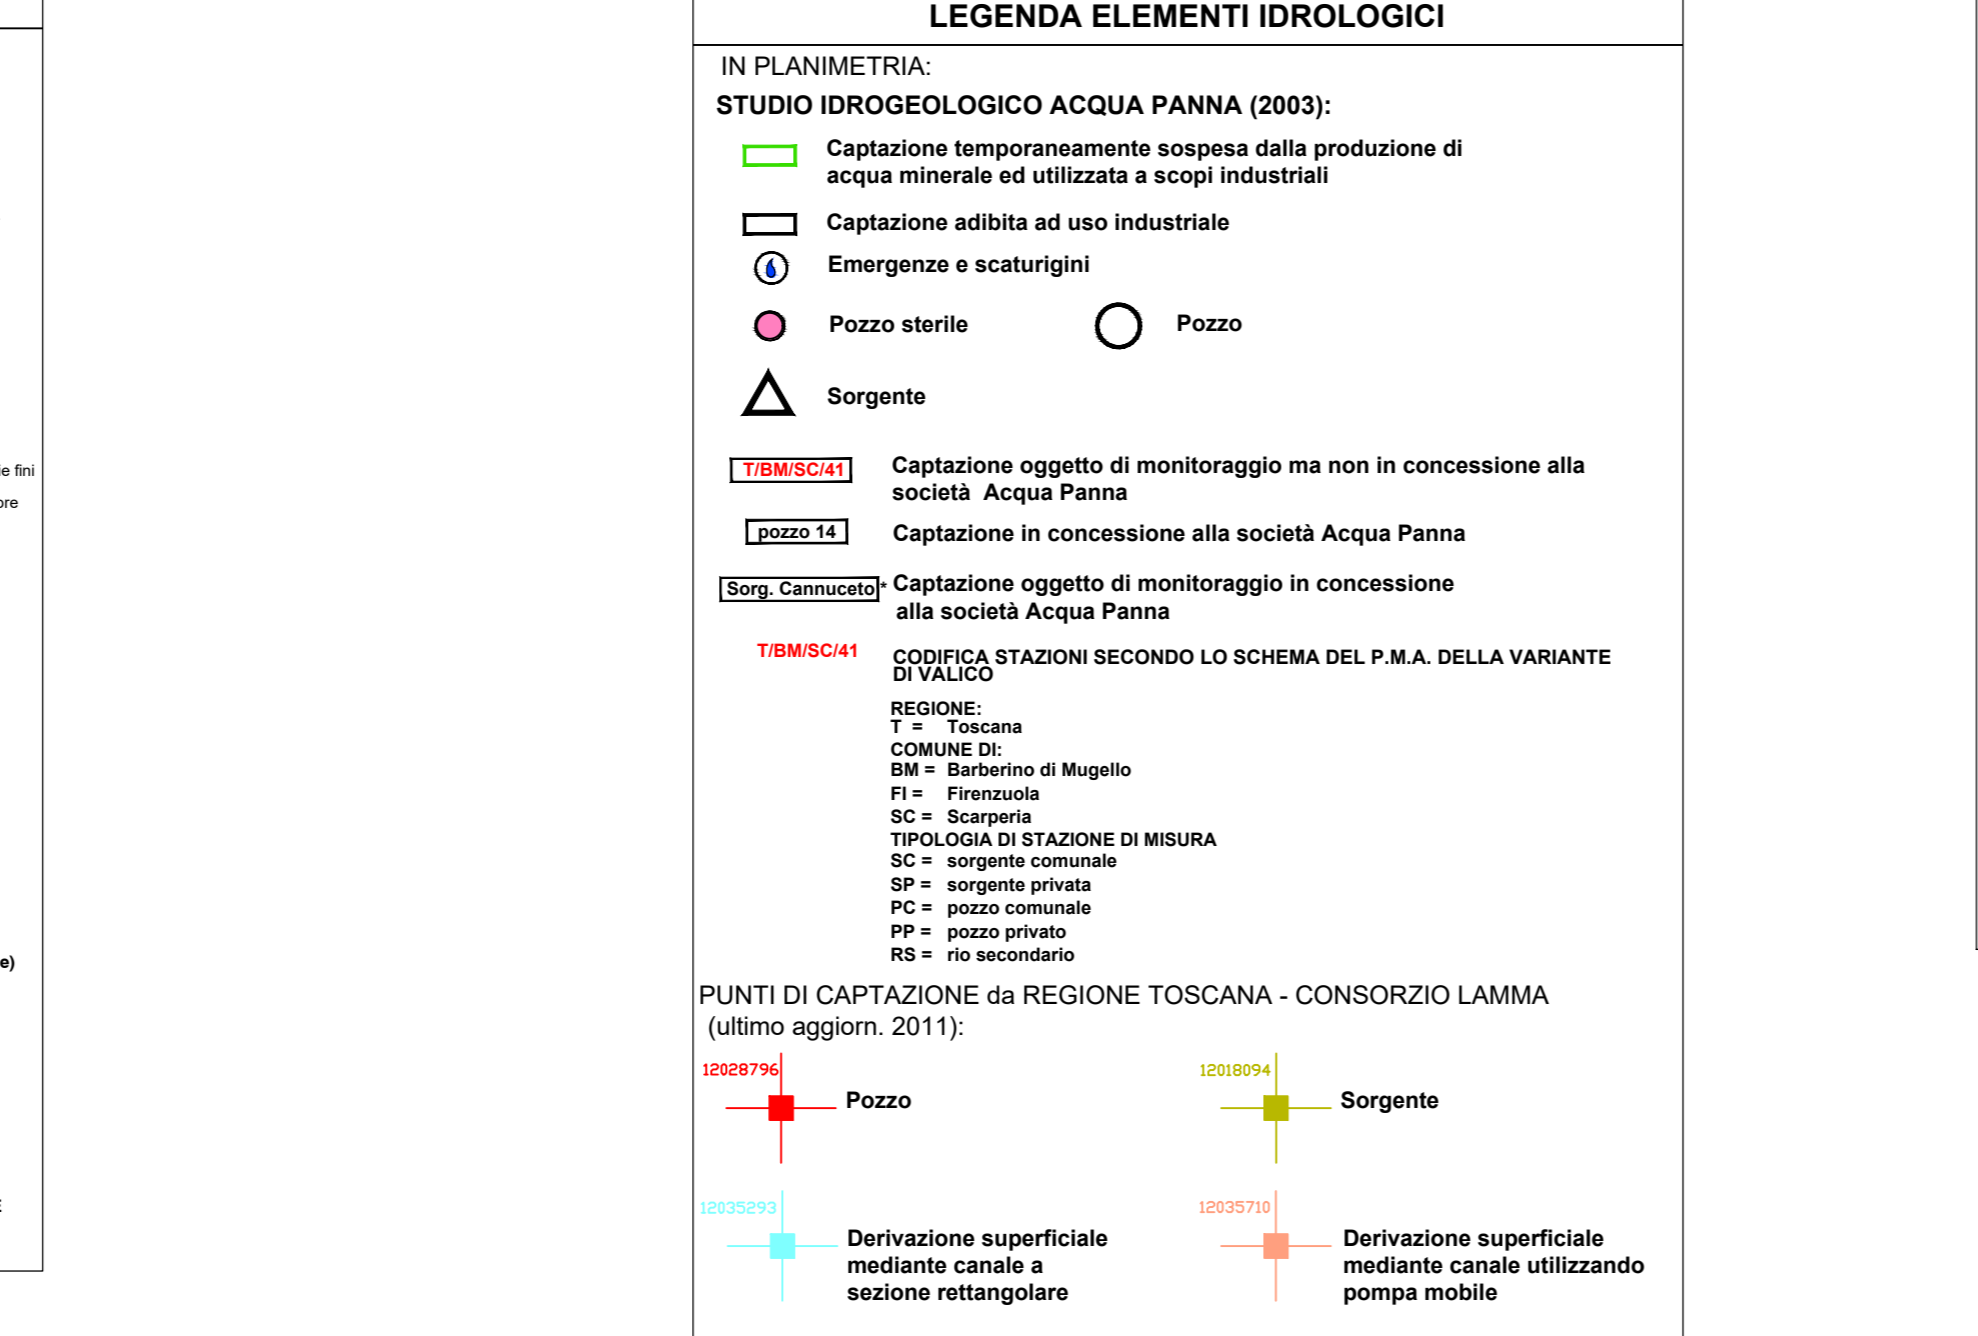 LEGENDA ELEMENTI IDROLOGICI
IN PLANIMETRIA:
STUDIO IDROGEOLOGICO ACQUA PANNA (2003):
Captazione temporaneamente sospesa dalla produzione di
acqua minerale ed utilizzata a scopi industriali
Captazione adibita ad uso industriale
Emergenze e scaturigini
Pozzo sterile
Pozzo
Sorgente
T/BM/SC/41
Captazione oggetto di monitoraggio ma non in concessione alla
società Acqua Panna
pozzo 14
Captazione in concessione alla società Acqua Panna
Sorg. Cannuceto*
Captazione oggetto di monitoraggio in concessione
alla società Acqua Panna
T/BM/SC/41
CODIFICA STAZIONI SECONDO LO SCHEMA DEL P.M.A. DELLA VARIANTE
DI VALICO
REGIONE:
T = Toscana
COMUNE DI:
BM = Barberino di Mugello
FI = Firenzuola
SC = Scarperia
TIPOLOGIA DI STAZIONE DI MISURA
SC = sorgente comunale
SP = sorgente privata
PC = pozzo comunale
PP = pozzo privato
RS = rio secondario
PUNTI DI CAPTAZIONE da REGIONE TOSCANA - CONSORZIO LAMMA
(ultimo aggiorn. 2011):
12028796
Pozzo
12018094
Sorgente
12035293
Derivazione superficiale
mediante canale a
sezione rettangolare
12035710
Derivazione superficiale
mediante canale utilizzando
pompa mobile
fini
e)